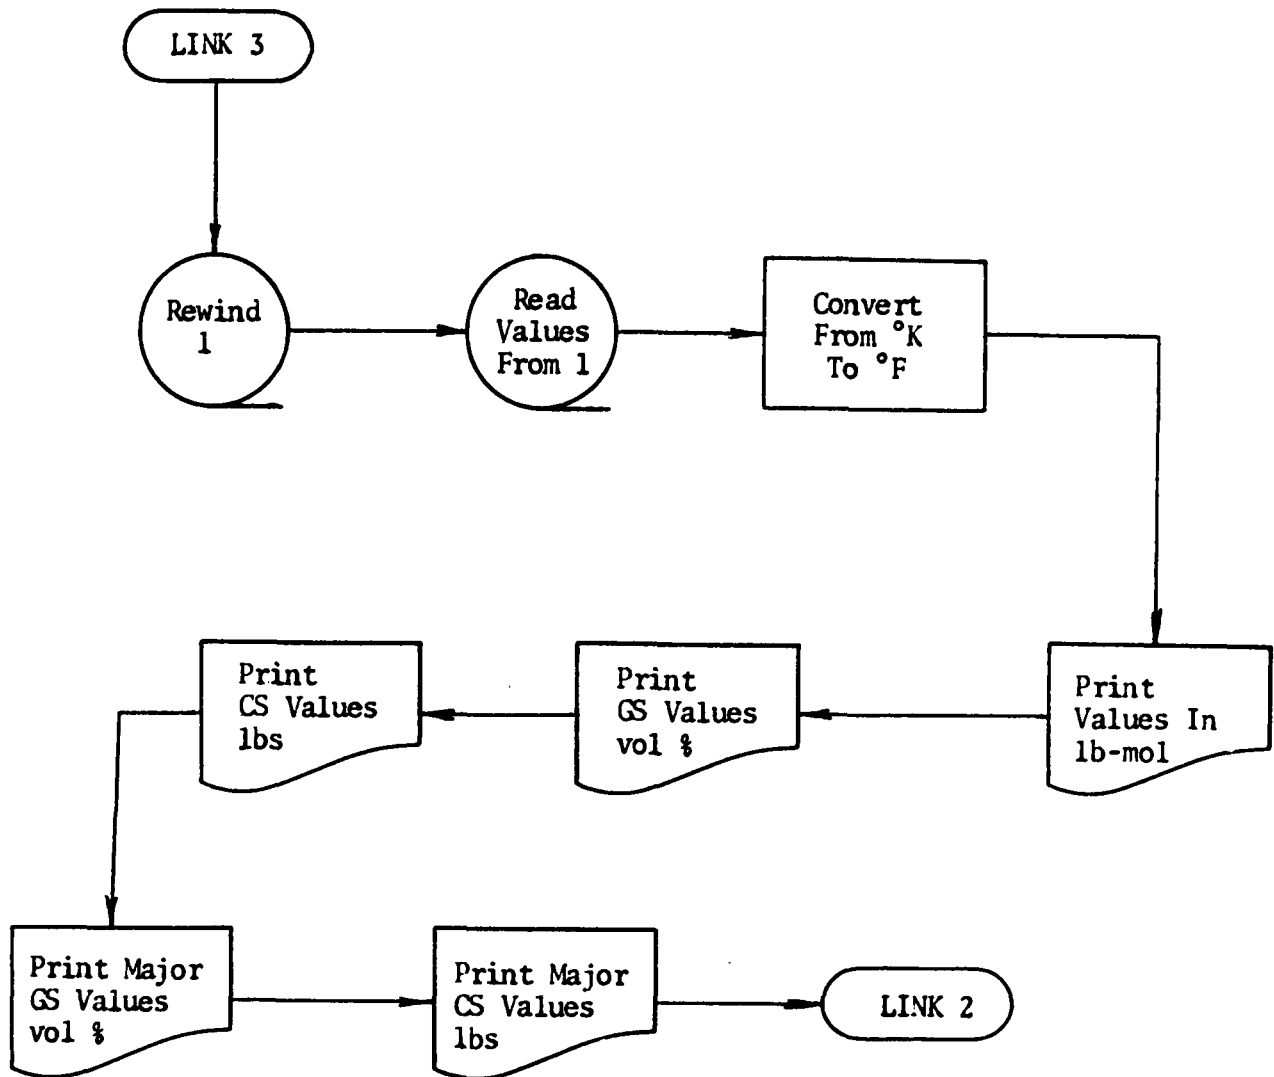 LINK 3
Rewind
1
Read
Values
From 1
Convert
From °K
To °F
Print
Values In
lb-mol
Print
GS Values
vol %
Print
CS Values
lbs
Print Major
GS Values
vol %
Print Major
CS Values
lbs
LINK 2